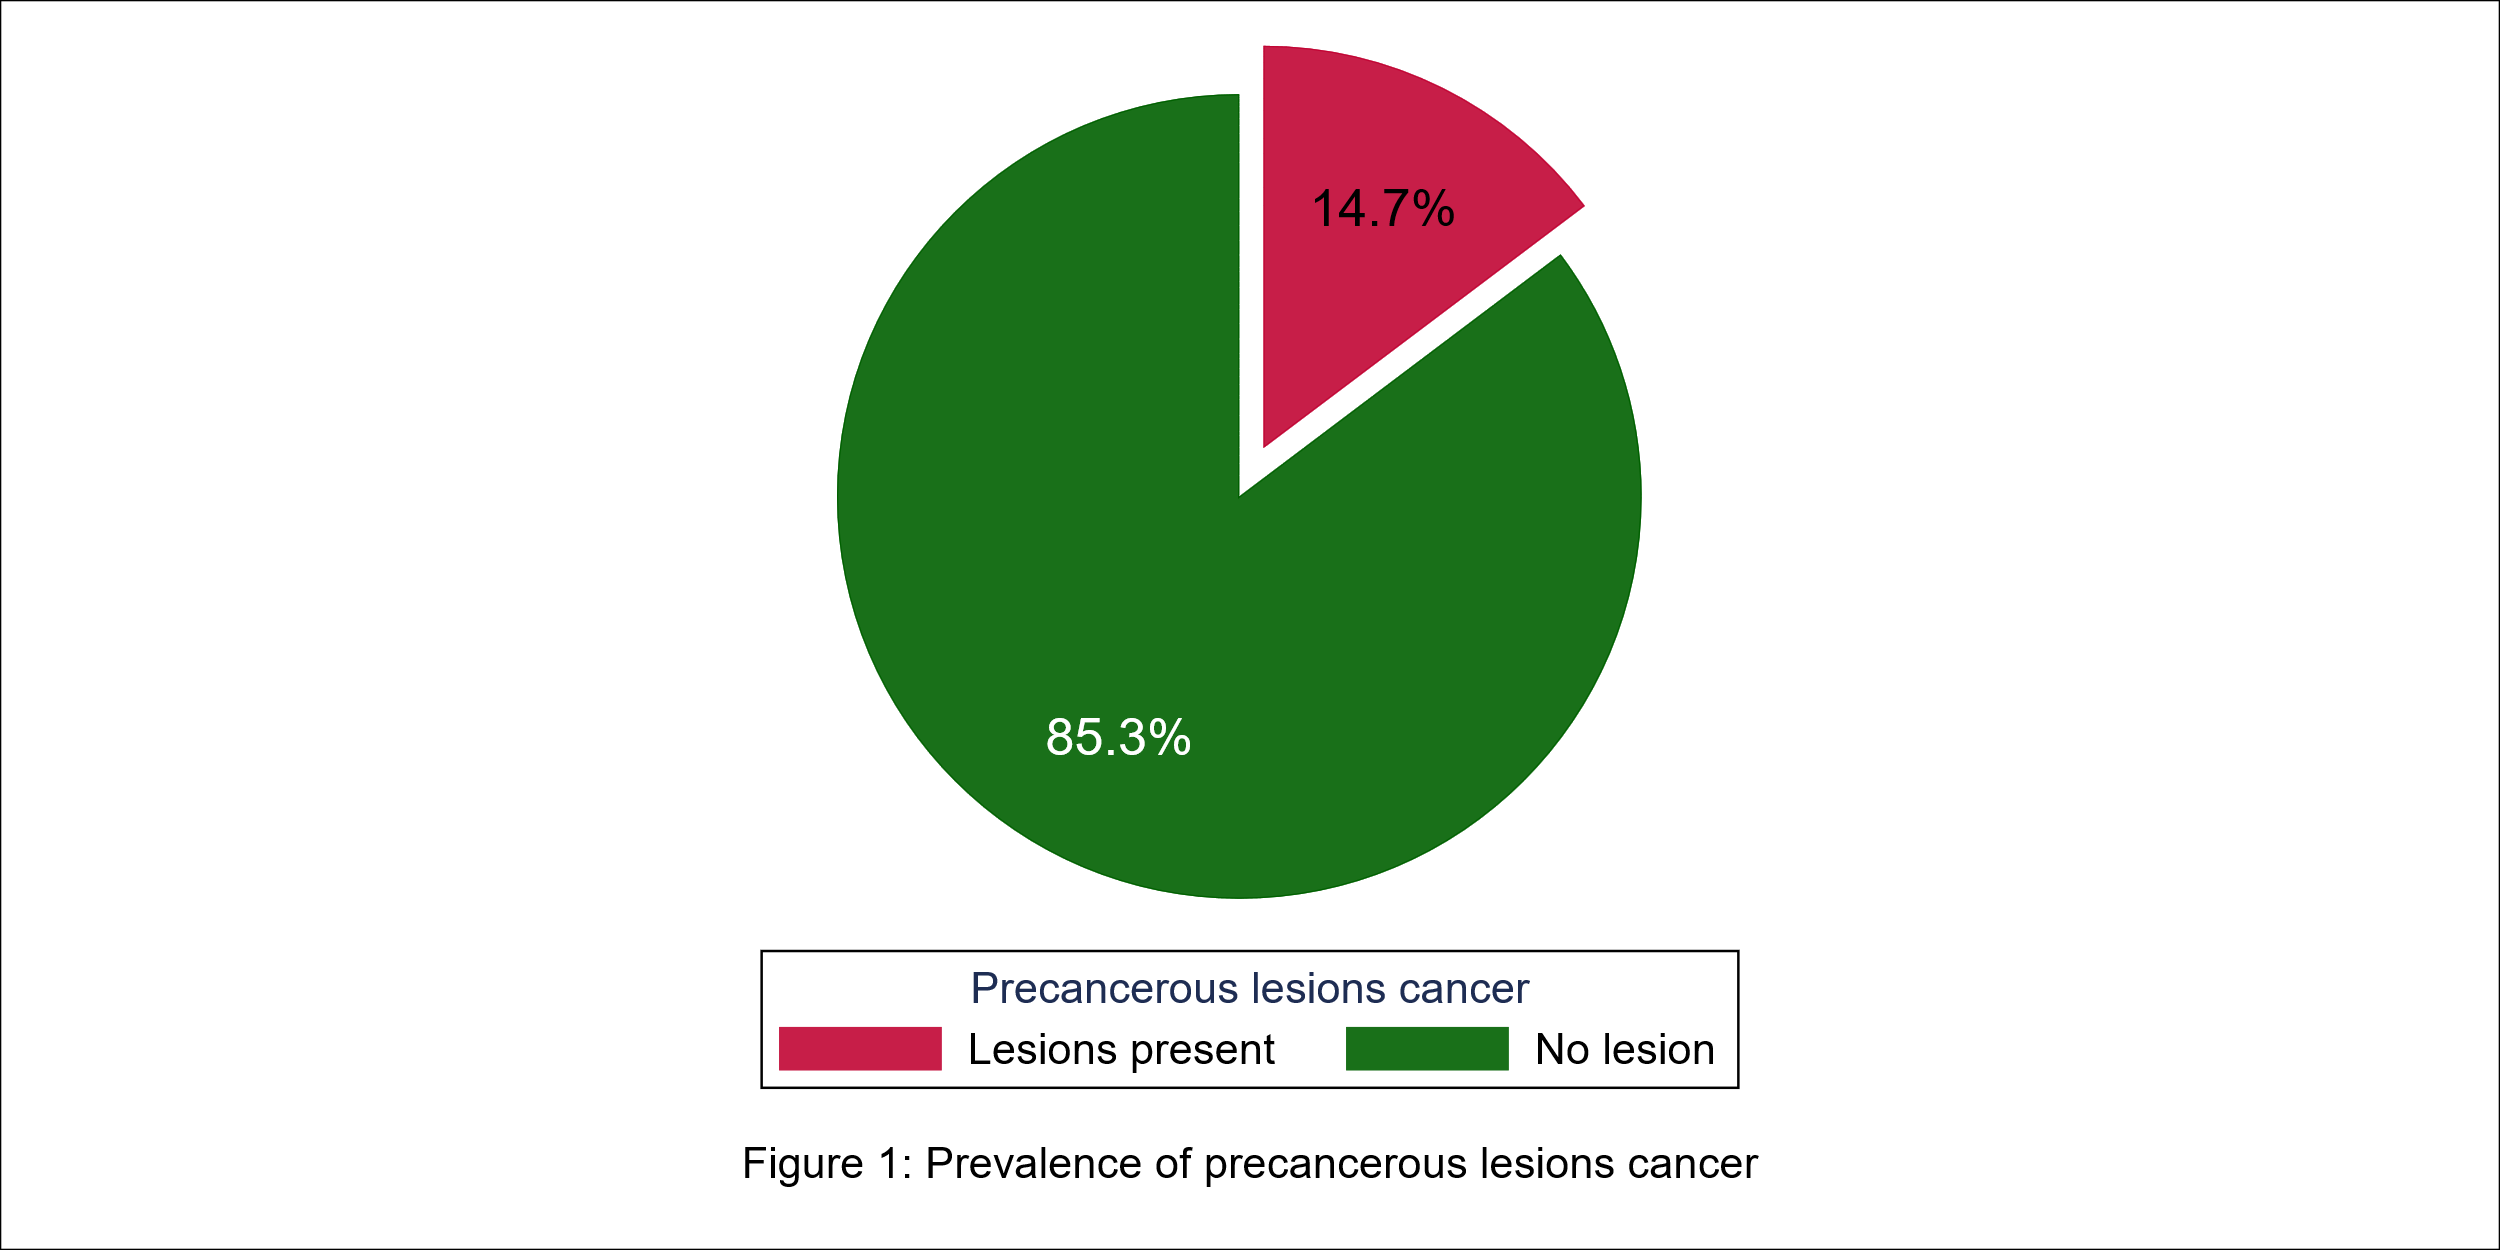 14.7%
85.3%
Precancerous lesions cancer
Lesions present No lesion
Figure 1: Prevalence of precancerous lesions cancer